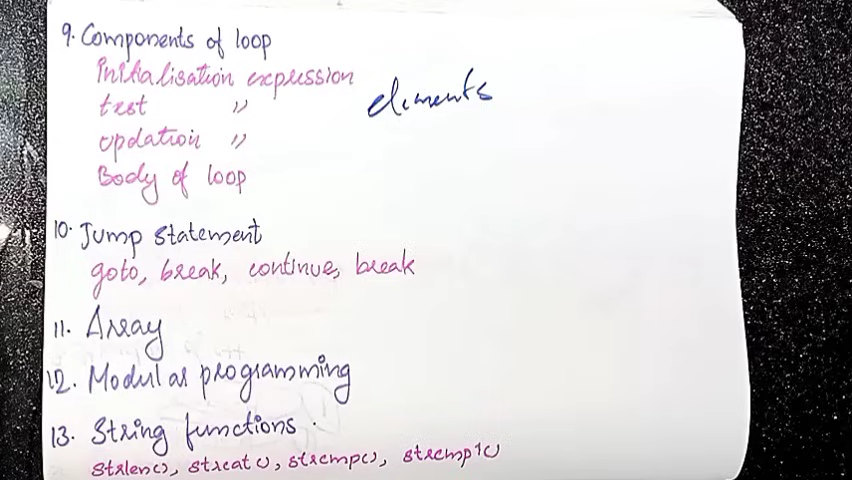 9. Components of loop
Initialisation expression
test "
elements
updation "
Body of loop
10. Jump statement
goto, break, continue, break
11. Array
12. Modular programming
13. String functions.
strlen(), strcat(), strcmp(), strcmpi()